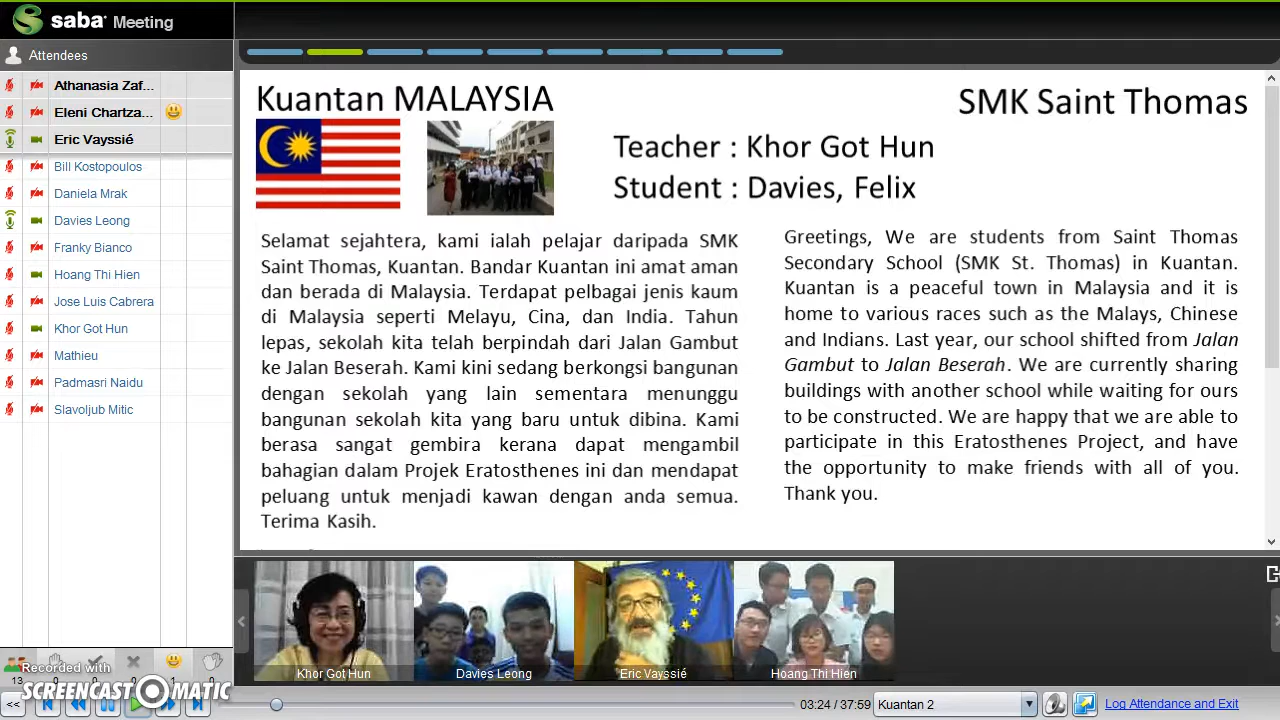 saba Meeting
Attendees
Athanasia Zaf...
Eleni Chartza...
Eric Vayssié
Bill Kostopoulos
Daniela Mrak
Davies Leong
Franky Bianco
Hoang Thi Hien
Jose Luis Cabrera
Khor Got Hun
Mathieu
Padmasri Naidu
Slavoljub Mitic
Kuantan MALAYSIA
SMK Saint Thomas
Teacher : Khor Got Hun
Student : Davies, Felix
Selamat sejahtera, kami ialah pelajar daripada SMK
Saint Thomas, Kuantan. Bandar Kuantan ini amat aman
dan berada di Malaysia. Terdapat pelbagai jenis kaum
di Malaysia seperti Melayu, Cina, dan India. Tahun
lepas, sekolah kita telah berpindah dari Jalan Gambut
ke Jalan Beserah. Kami kini sedang berkongsi bangunan
dengan sekolah yang lain sementara menunggu
bangunan sekolah kita yang baru untuk dibina. Kami
berasa sangat gembira kerana dapat mengambil
bahagian dalam Projek Eratosthenes ini dan mendapat
peluang untuk menjadi kawan dengan anda semua.
Terima Kasih.
Greetings, We are students from Saint Thomas
Secondary School (SMK St. Thomas) in Kuantan.
Kuantan is a peaceful town in Malaysia and it is
home to various races such as the Malays, Chinese
and Indians. Last year, our school shifted from Jalan
Gambut to Jalan Beserah. We are currently sharing
buildings with another school while waiting for ours
to be constructed. We are happy that we are able to
participate in this Eratosthenes Project, and have
the opportunity to make friends with all of you.
Thank you.
Khor Got Hun
Davies Leong
Eric Vayssié
Hoang Thi Hien
Recorded with
SCREENCAST MATIC
<<
03:24 / 37:59
Kuantan 2
Log Attendance and Exit